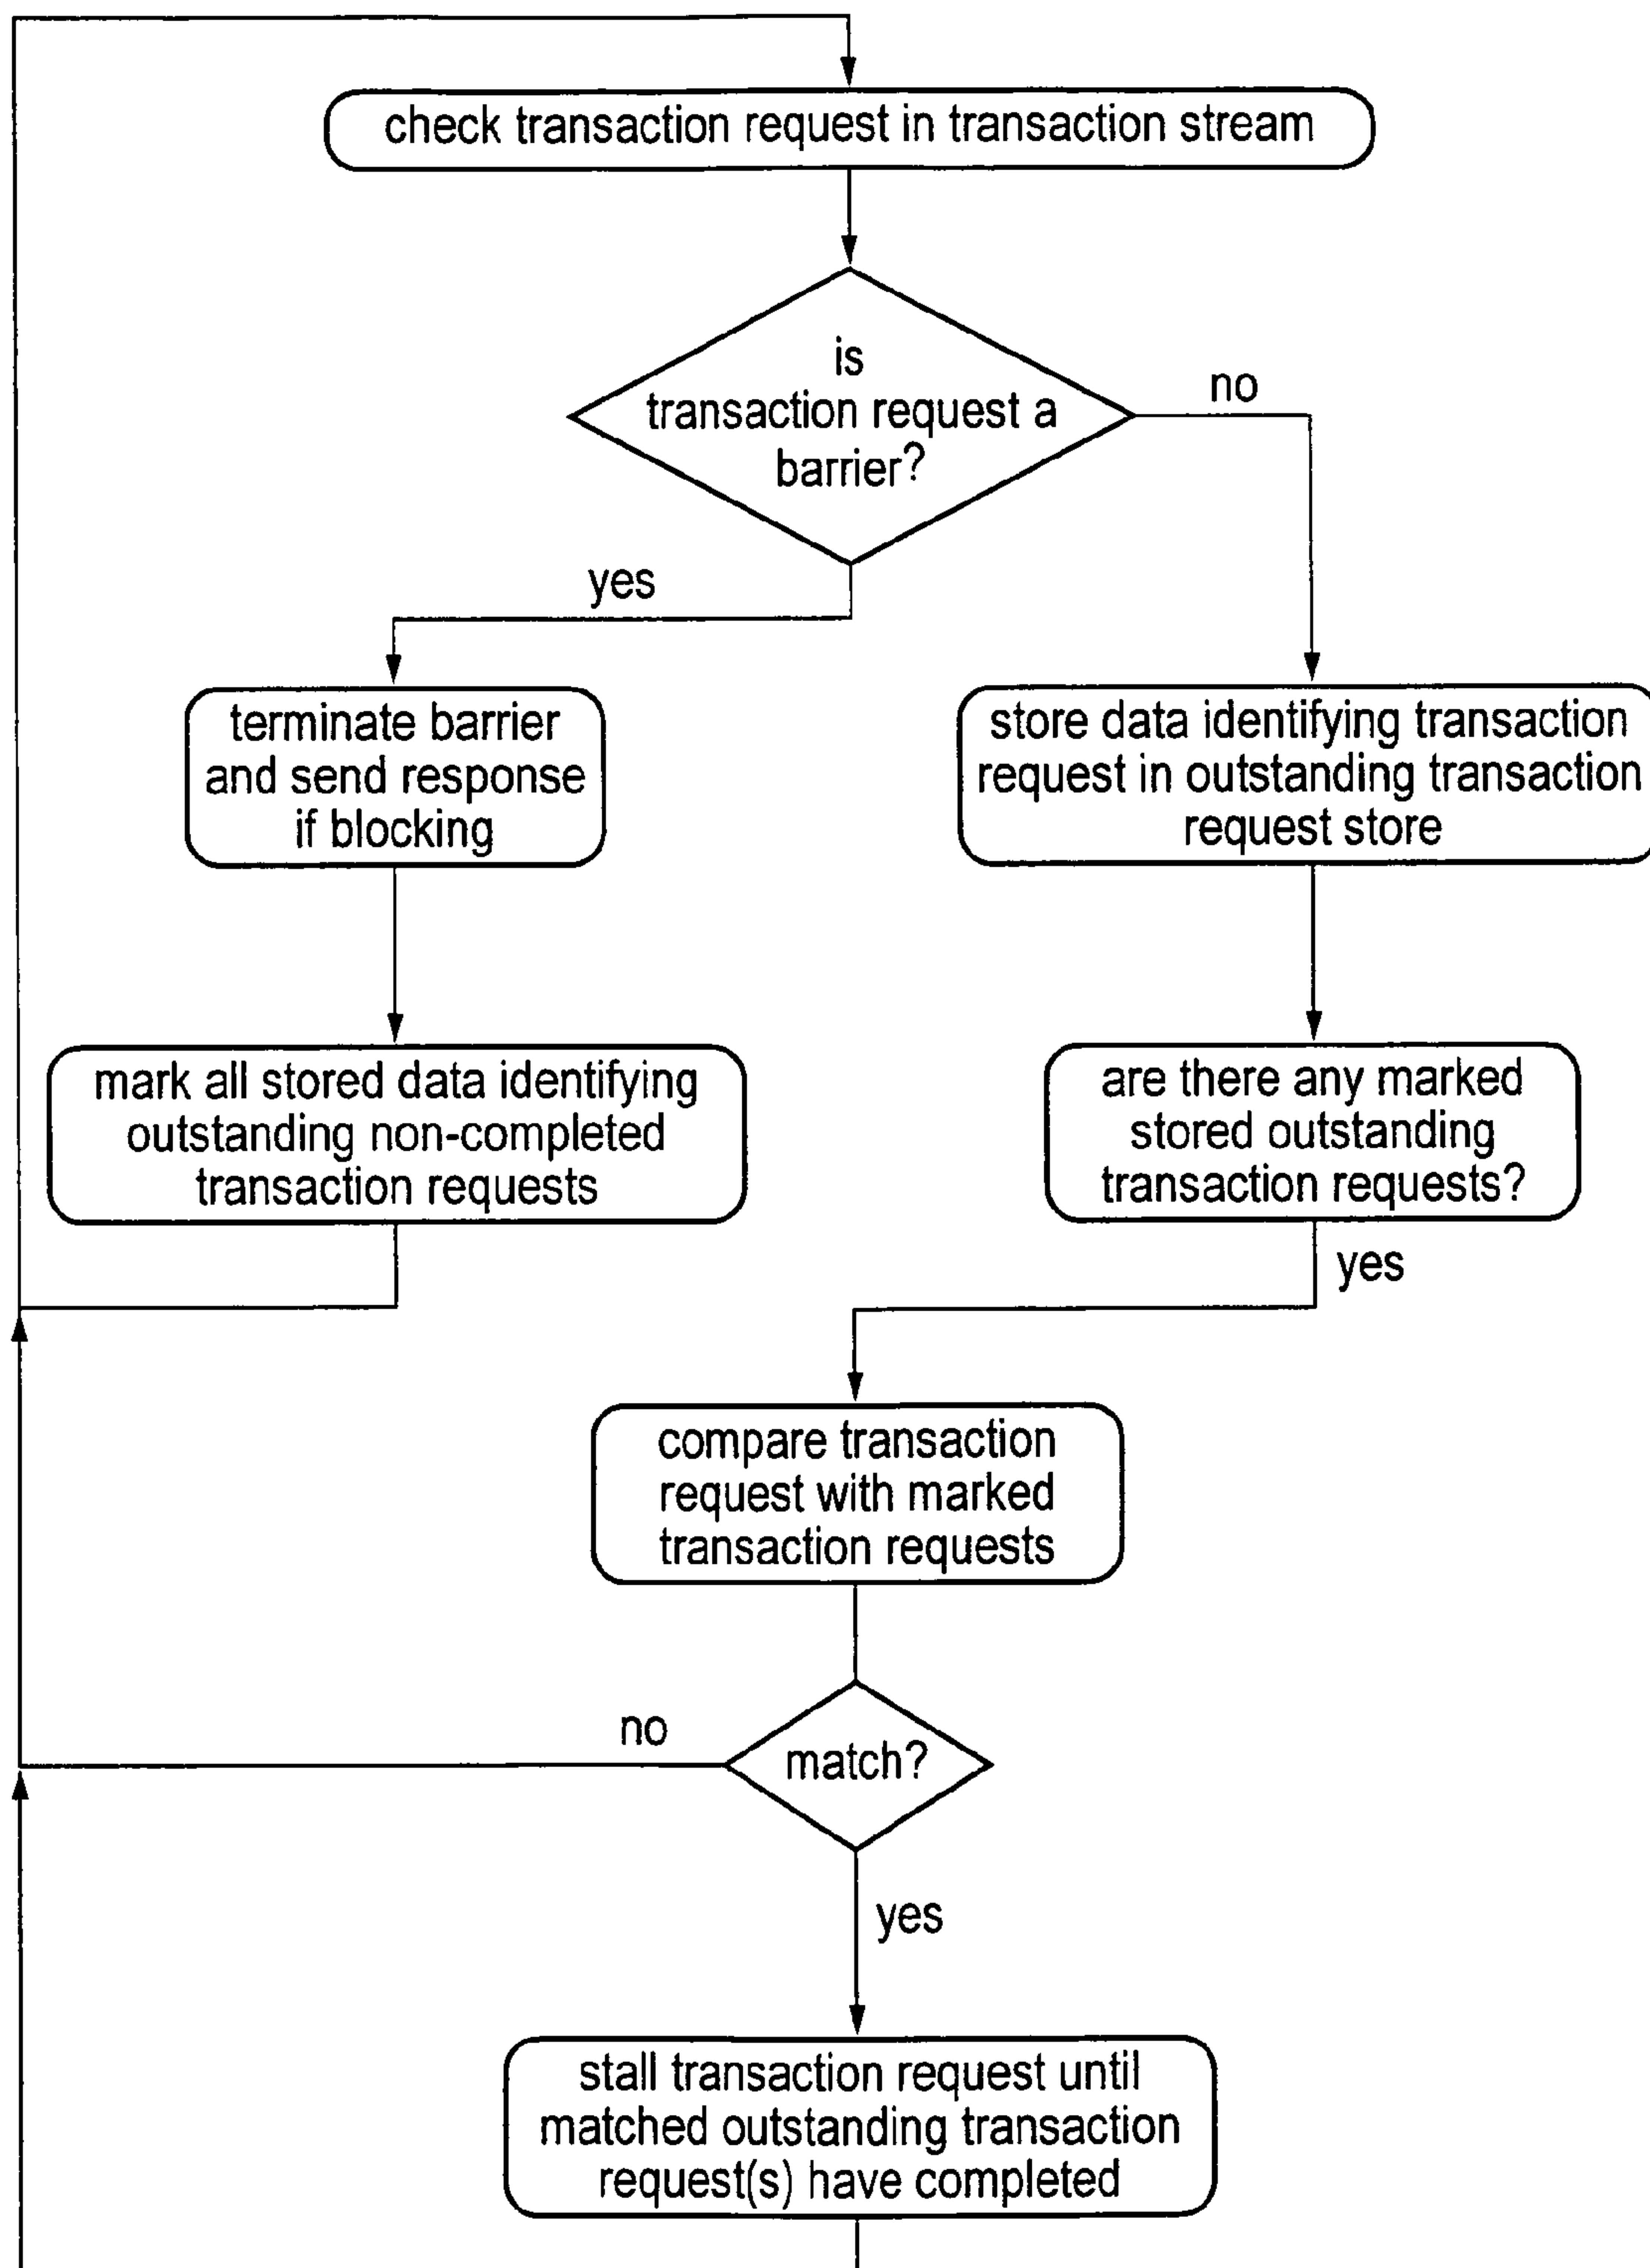 check transaction request in transaction stream
is
transaction request a
barrier?
no
yes
terminate barrier
and send response
if blocking
store data identifying transaction
request in outstanding transaction
request store
mark all stored data identifying
outstanding non-completed
transaction requests
are there any marked
stored outstanding
transaction requests?
yes
compare transaction
request with marked
transaction requests
no
match?
yes
stall transaction request until
matched outstanding transaction
request(s) have completed